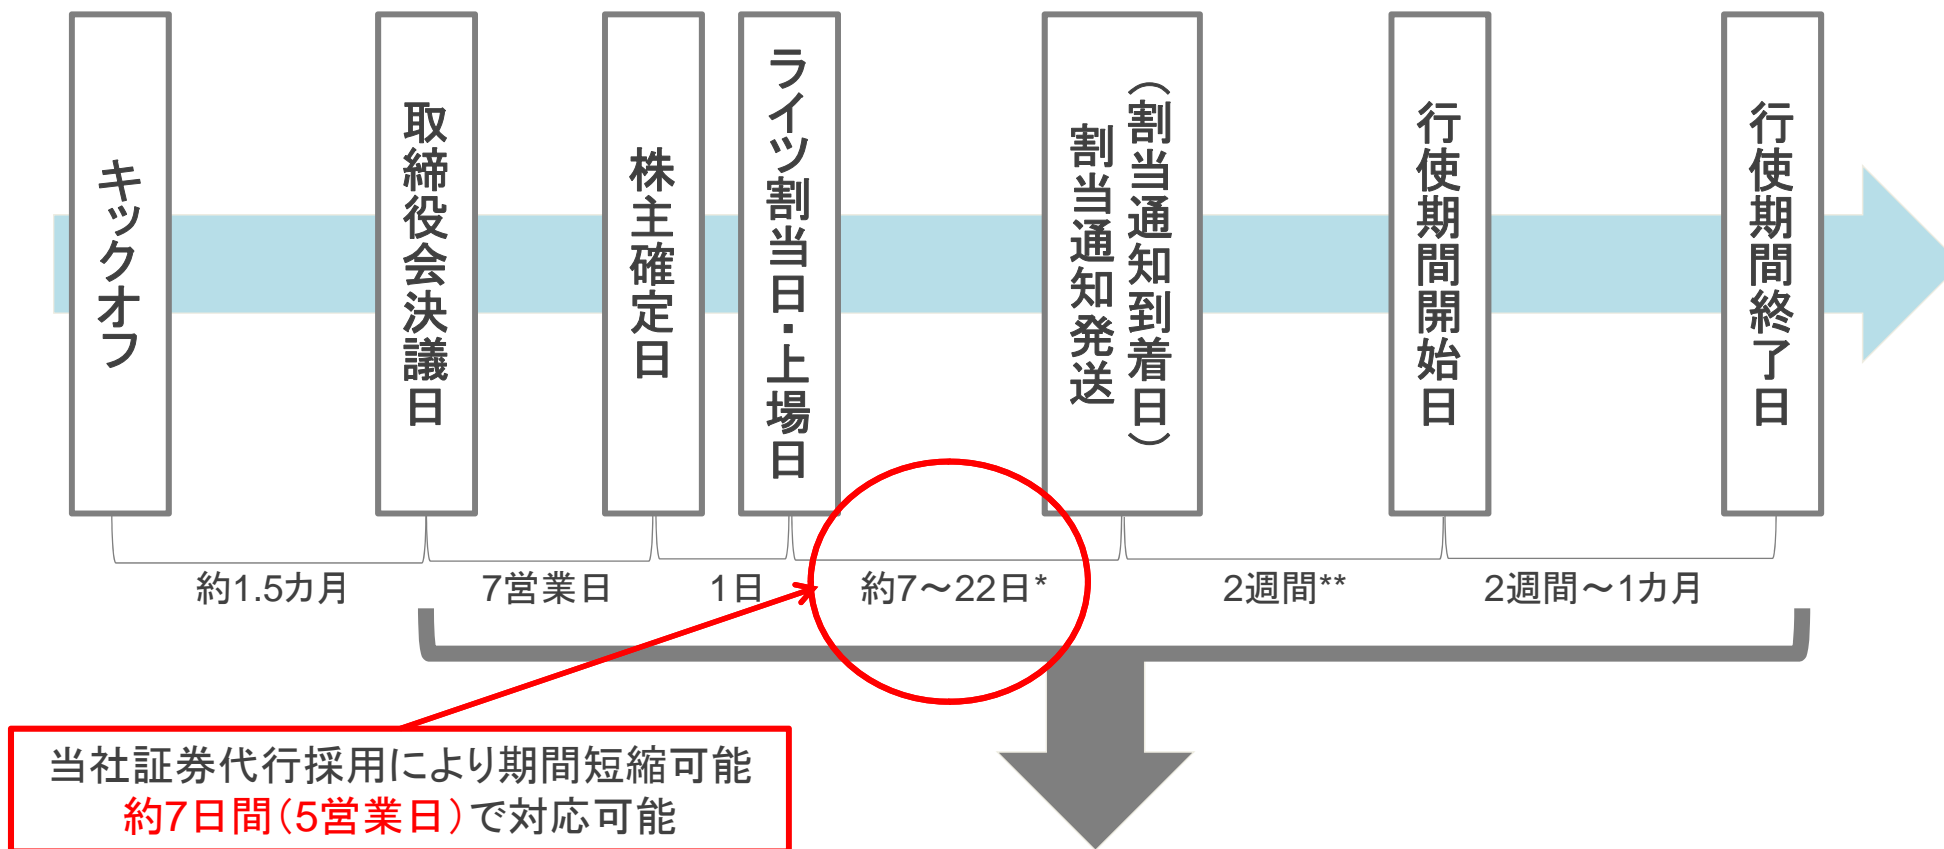 キックオフ
取締役会決議日
株主確定日
ライツ割当日・上場日
（割当通知到着日）
割当通知発送
行使期間開始日
行使期間終了日
約1.5カ月
7営業日
1日
約7～22日*
2週間**
2週間～1カ月
当社証券代行採用により期間短縮可能
約7日間（5営業日）で対応可能